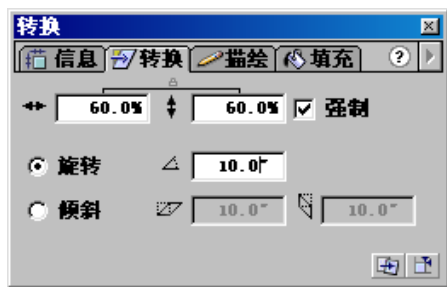 转换
信息 转换 描绘 填充 ?
60.0% 60.0% 强制
旋转 10.0°
倾斜 10.0° 10.0°